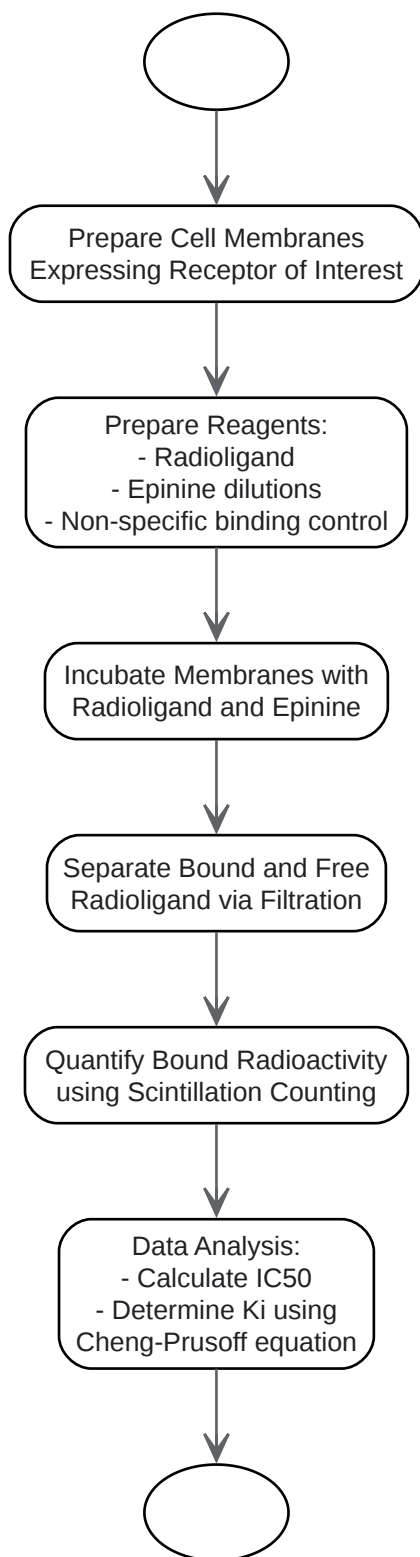 Prepare Cell Membranes
Expressing Receptor of Interest
Prepare Reagents:
- Radioligand
- Epinine dilutions
- Non-specific binding control
Incubate Membranes with
Radioligand and Epinine
Separate Bound and Free
Radioligand via Filtration
Quantify Bound Radioactivity
using Scintillation Counting
Data Analysis:
- Calculate IC50
- Determine Ki using
Cheng-Prusoff equation